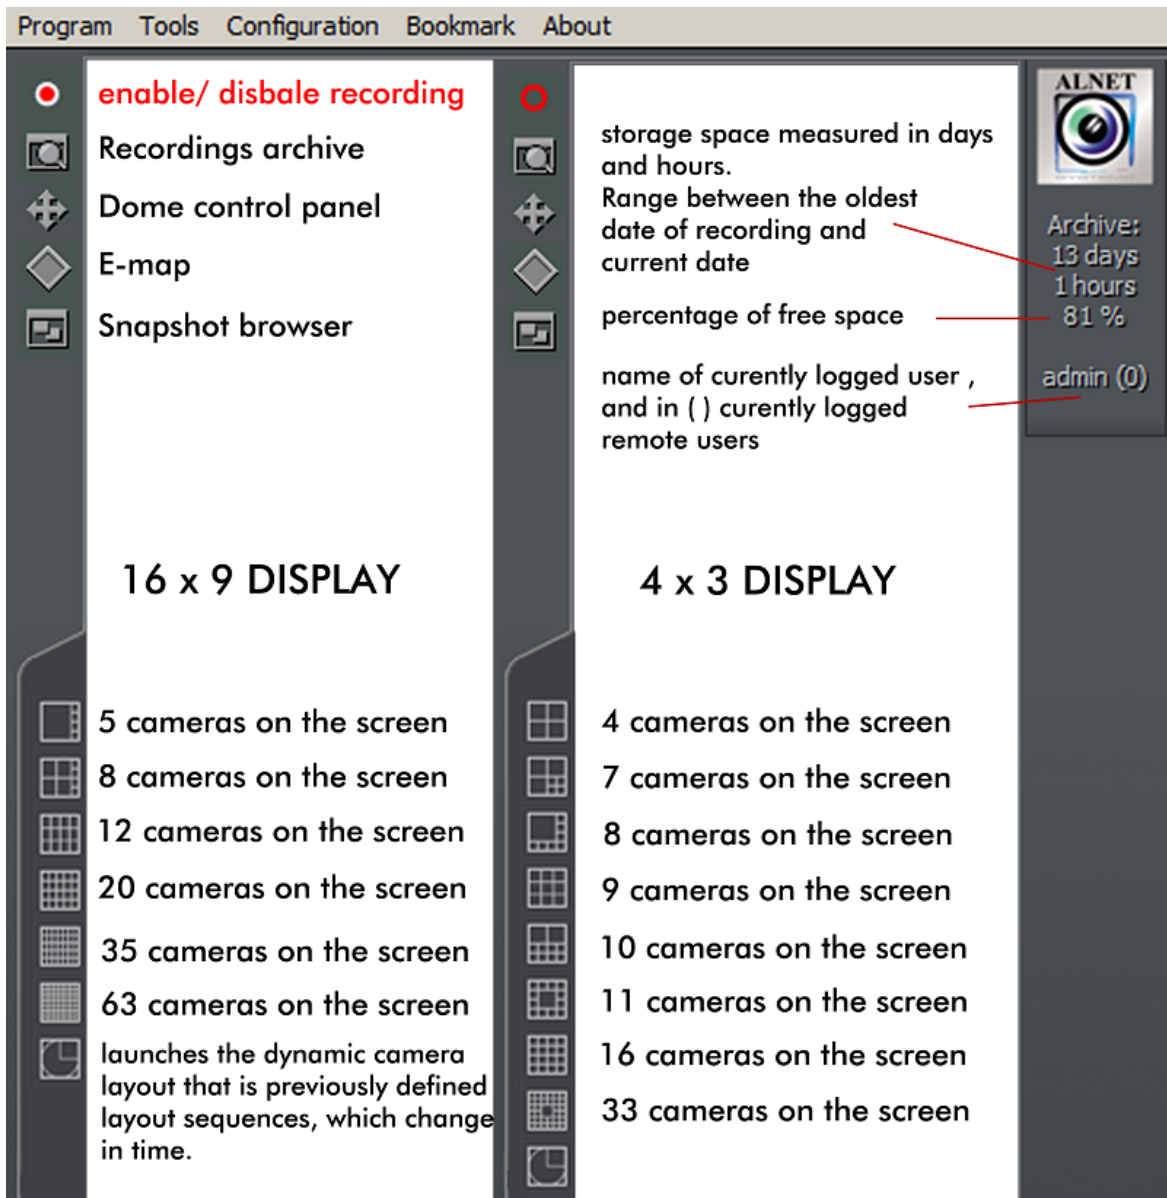 Program Tools Configuration Bookmark About
enable/ disbale recording
Recordings archive
Dome control panel
E-map
Snapshot browser
16 x 9 DISPLAY
5 cameras on the screen
8 cameras on the screen
12 cameras on the screen
20 cameras on the screen
35 cameras on the screen
63 cameras on the screen
launches the dynamic camera
layout that is previously defined
layout sequences, which change
in time.
storage space measured in days
and hours.
Range between the oldest
date of recording and
current date
percentage of free space
name of curently logged user ,
and in ( ) curently logged
remote users
4 x 3 DISPLAY
4 cameras on the screen
7 cameras on the screen
8 cameras on the screen
9 cameras on the screen
10 cameras on the screen
11 cameras on the screen
16 cameras on the screen
33 cameras on the screen
ALNET
Archive:
13 days
1 hours
81 %
admin (0)